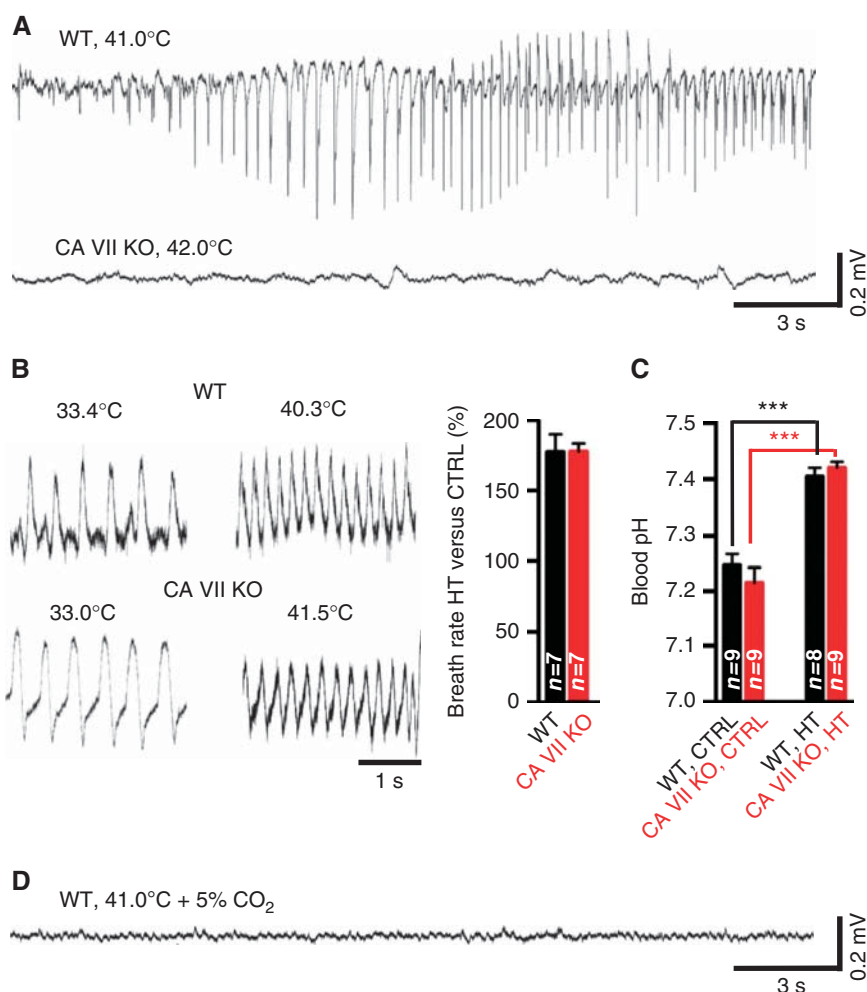 A
WT, 41.0°C
CA VII KO, 42.0°C
0.2 mV
3 s
B
WT
33.4°C 40.3°C
CA VII KO
33.0°C 41.5°C
1 s
Breath rate HT versus CTRL (%)
200
150
100
50
0
n=7
n=7
WT
CA VII KO
C
***
***
Blood pH
7.5
7.4
7.3
7.2
7.1
7.0
n=9
n=9
n=8
n=9
WT, CTRL
CA VII KO, CTRL
WT, HT
CA VII KO, HT
D
WT, 41.0°C + 5% CO₂
0.2 mV
3 s